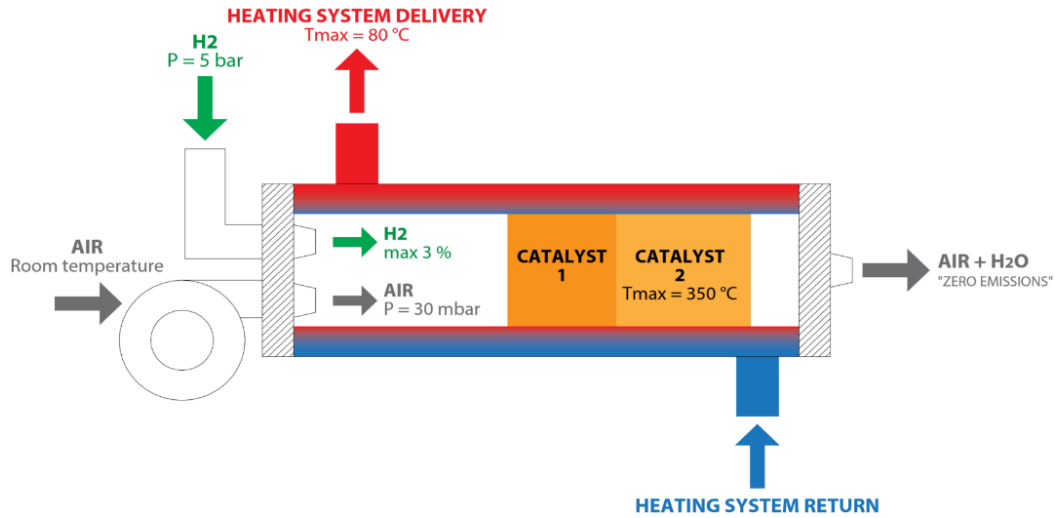 HEATING SYSTEM DELIVERY
Tmax = 80 °C
H2
P = 5 bar
AIR
Room temperature
H2
max 3 %
AIR
P = 30 mbar
CATALYST
1
CATALYST
2
Tmax = 350 °C
AIR + H2O
"ZERO EMISSIONS"
HEATING SYSTEM RETURN